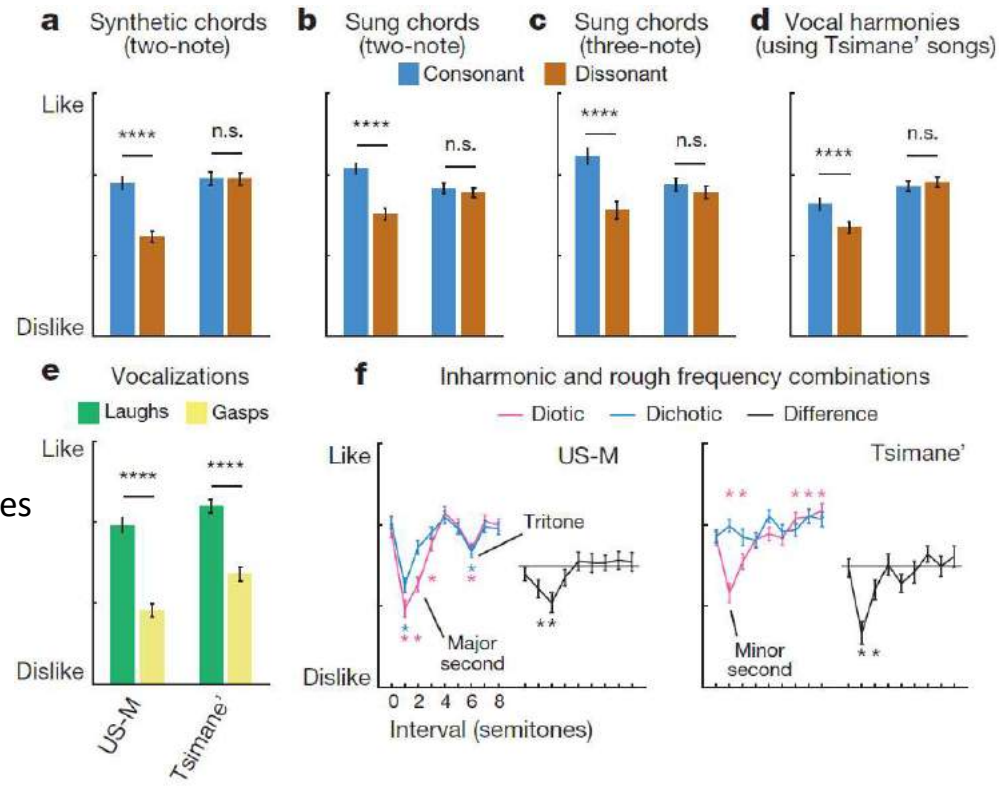 a Synthetic chords
(two-note)
b Sung chords
(two-note)
c Sung chords
(three-note)
d Vocal harmonies
(using Tsimane’ songs)
Consonant Dissonant
Like
Dislike
****
n.s.
****
n.s.
****
n.s.
****
n.s.
e Vocalizations
Laughs Gasps
Like
Dislike
****
****
US-M
Tsimane’
es
f Inharmonic and rough frequency combinations
Diotic Dichotic Difference
Like
Dislike
US-M
Tritone
Major
second
* * * * * *
* *
0 2 4 6 8
Interval (semitones)
Tsimane’
* * * * *
Minor
second
* *